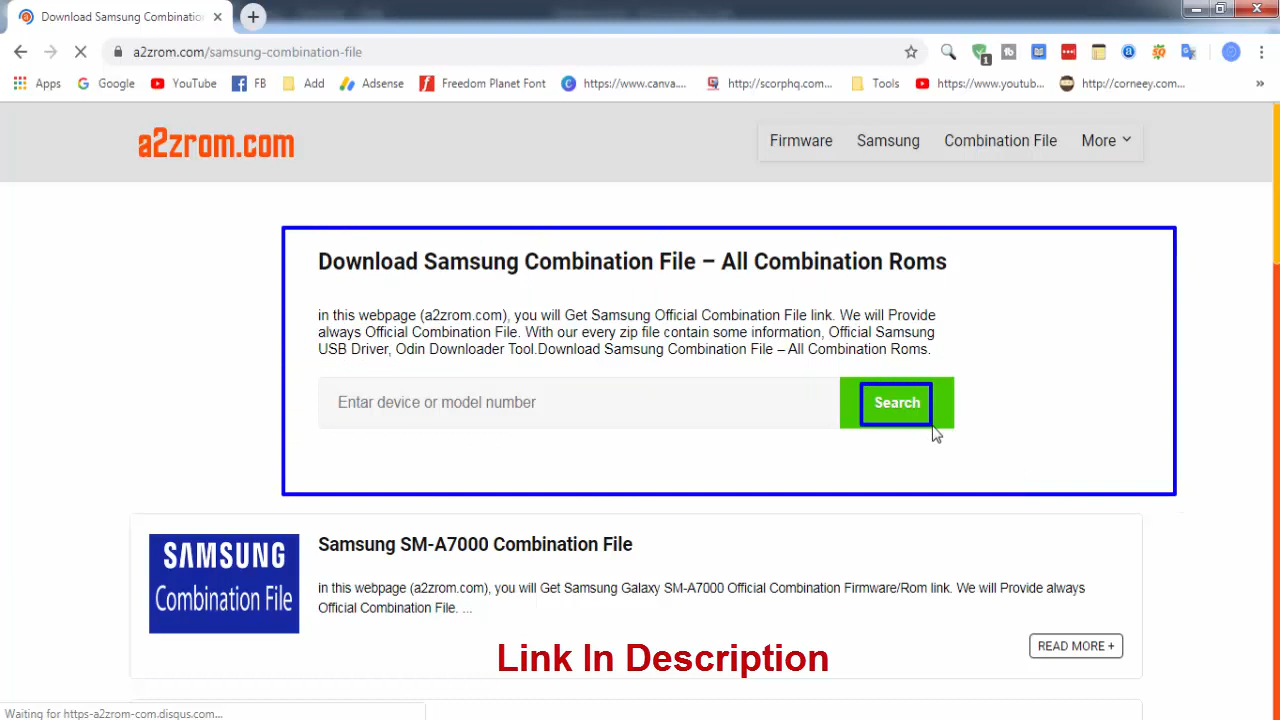 Download Samsung Combinatio
a2zrom.com/samsung-combination-file
1
Apps Google YouTube FB Add Adsense Freedom Planet Font https://www.canva... http://scorphq.com... Tools https://www.youtub... http://corneey.com... »
a2zrom.com
Firmware Samsung Combination File More
Download Samsung Combination File – All Combination Roms
in this webpage (a2zrom.com), you will Get Samsung Official Combination File link. We will Provide
always Official Combination File. With our every zip file contain some information, Official Samsung
USB Driver, Odin Downloader Tool.Download Samsung Combination File – All Combination Roms.
Entar device or model number Search
SAMSUNG
Combination File
Samsung SM-A7000 Combination File
in this webpage (a2zrom.com), you will Get Samsung Galaxy SM-A7000 Official Combination Firmware/Rom link. We will Provide always
Official Combination File. ...
READ MORE +
Link In Description
Waiting for https-a2zrom-com.disqus.com...